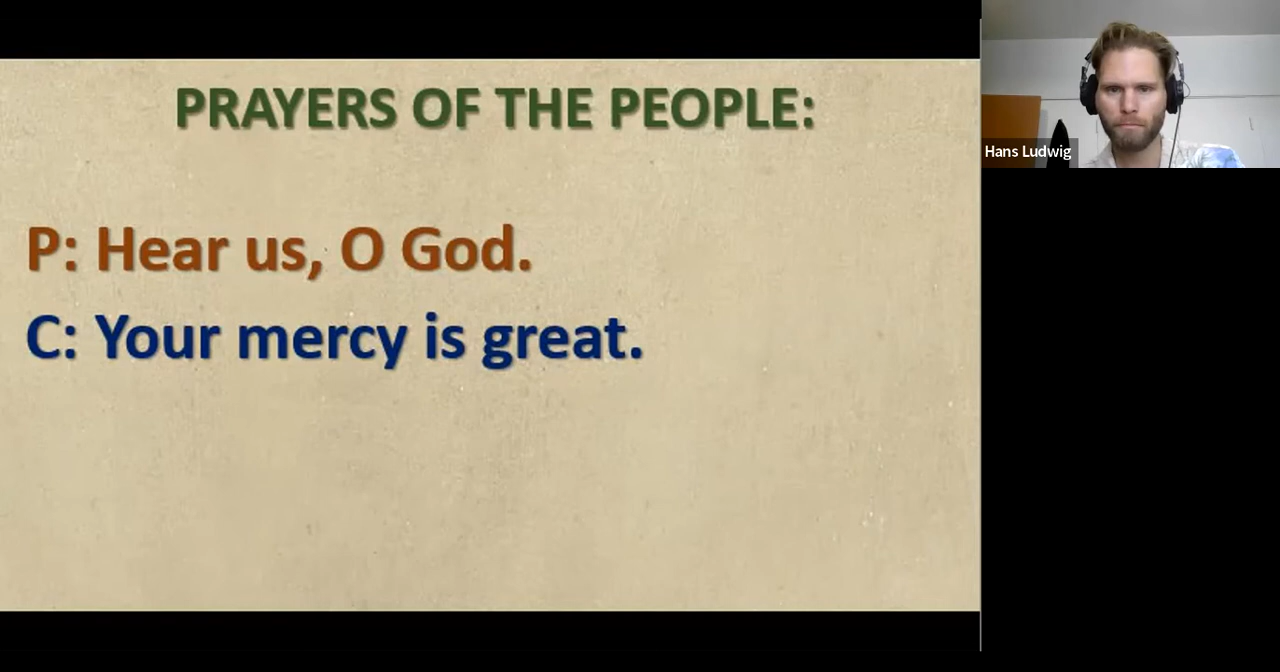 PRAYERS OF THE PEOPLE:
P: Hear us, O God.
C: Your mercy is great.
Hans Ludwig